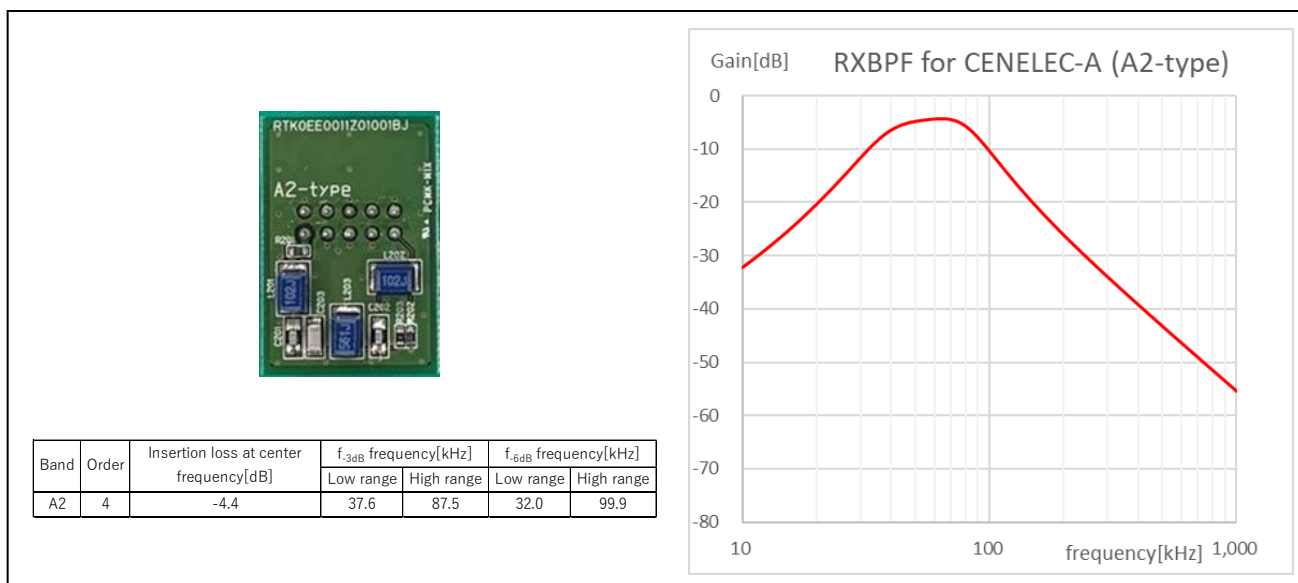 RTK0EE0011Z01001BJ
A2-type
PCMK-MIX
R201
L202
L201
102J
C203
L203
102J
C202
R203
R202
C201
561J
Band Order Insertion loss at center frequency[dB] f-3dB frequency[kHz] f-6dB frequency[kHz]
Low range High range Low range High range
A2 4 -4.4 37.6 87.5 32.0 99.9
Gain[dB] RXBPF for CENELEC-A (A2-type)
0
-10
-20
-30
-40
-50
-60
-70
-80
10 100 1,000
frequency[kHz]